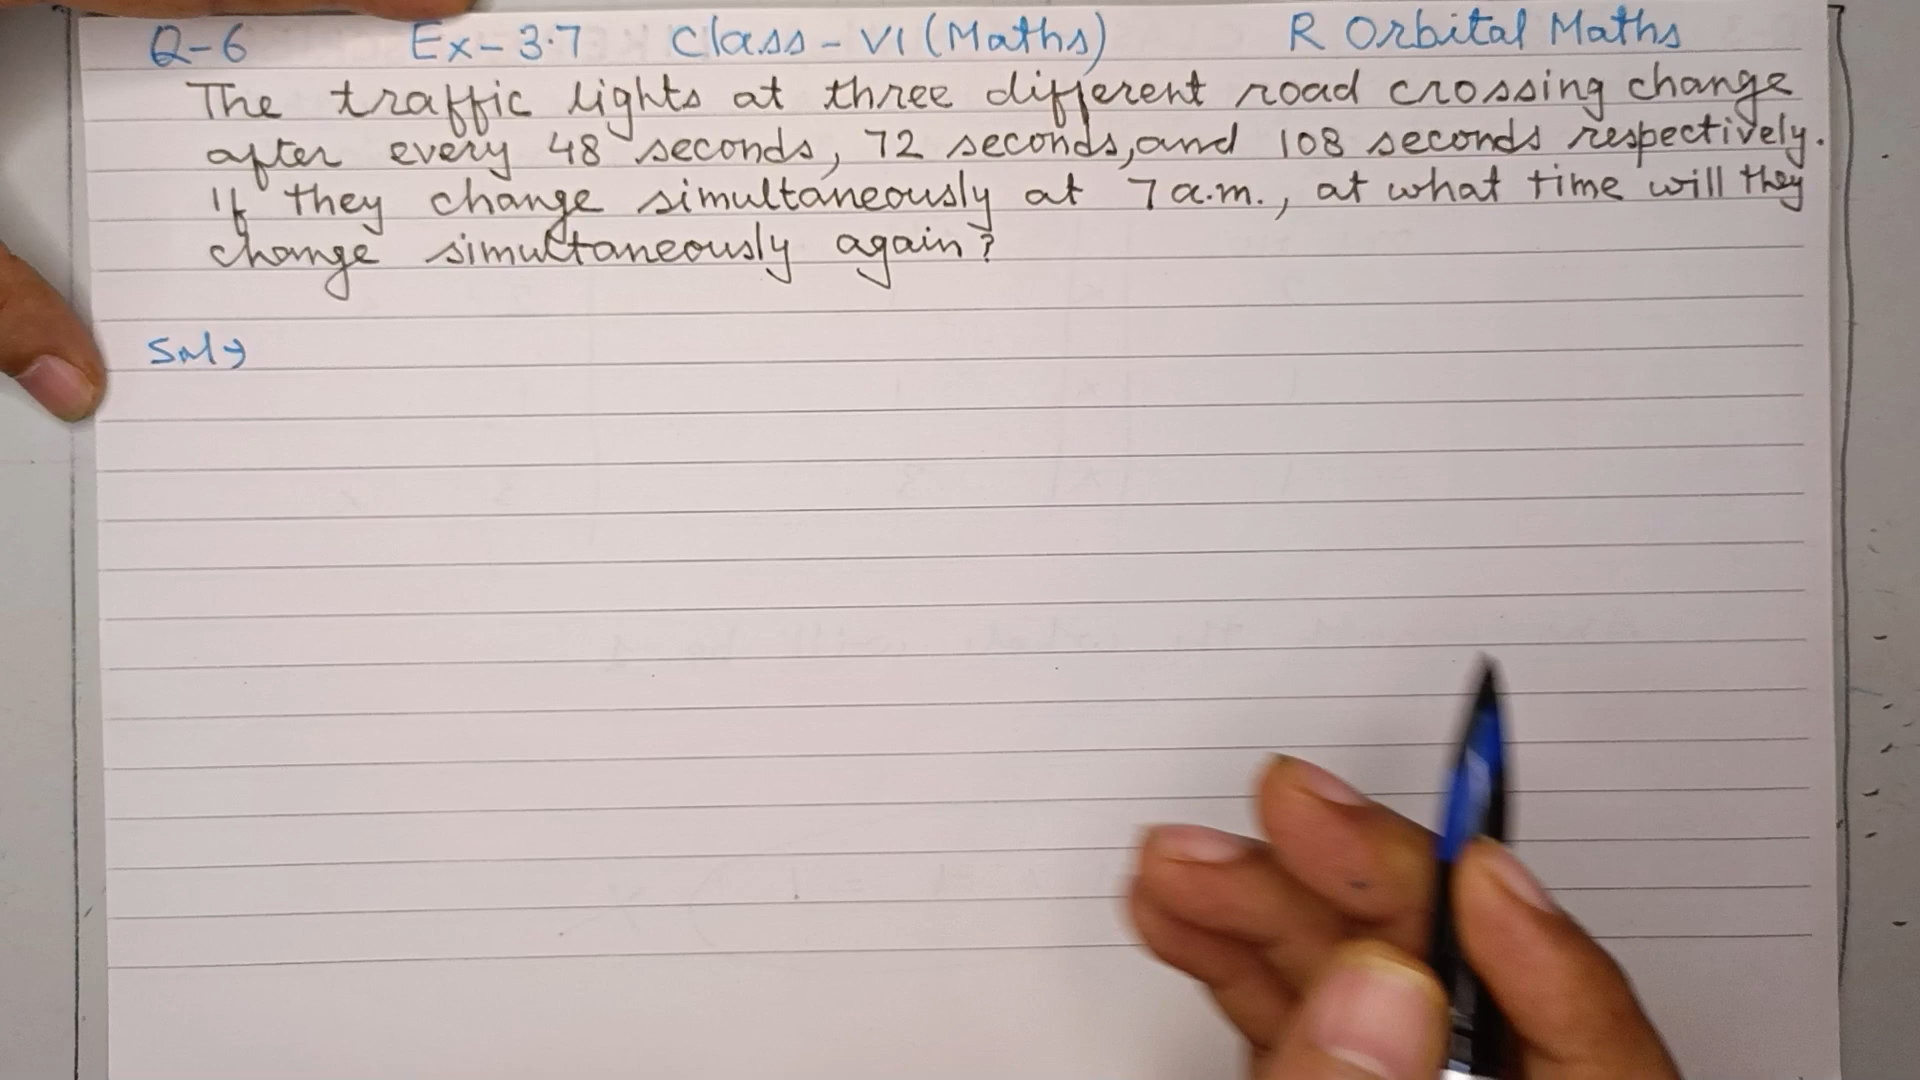 Q-6 Ex-3.7 Class-VI (Maths) R Orbital Maths
The traffic lights at three different road crossing change
after every 48 seconds, 72 seconds, and 108 seconds respectively.
If they change simultaneously at 7 a.m., at what time will they
change simultaneously again?
Soln